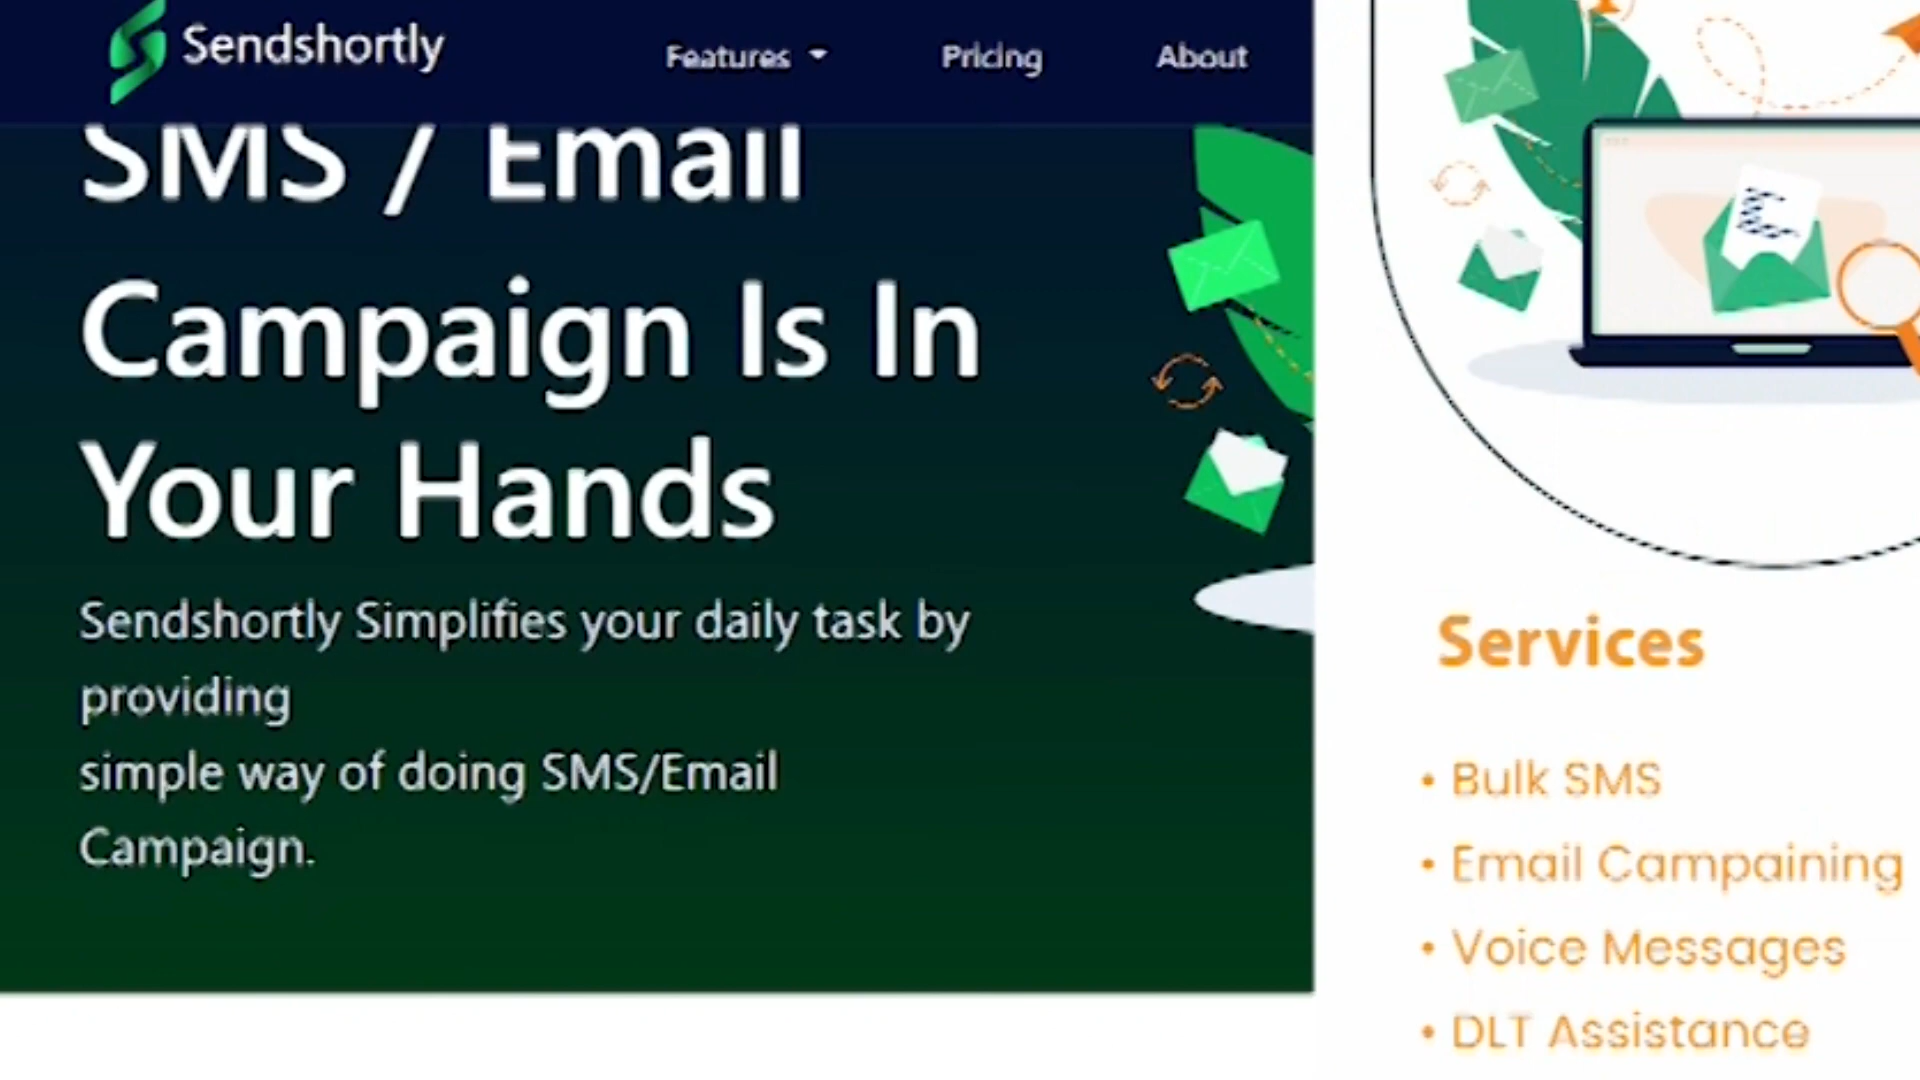 Sendshortly
Features
Pricing
About
SMS / Email
Campaign Is In
Your Hands
Sendshortly Simplifies your daily task by
providing
simple way of doing SMS/Email
Campaign.
Services
• Bulk SMS
• Email Campaining
• Voice Messages
• DLT Assistance